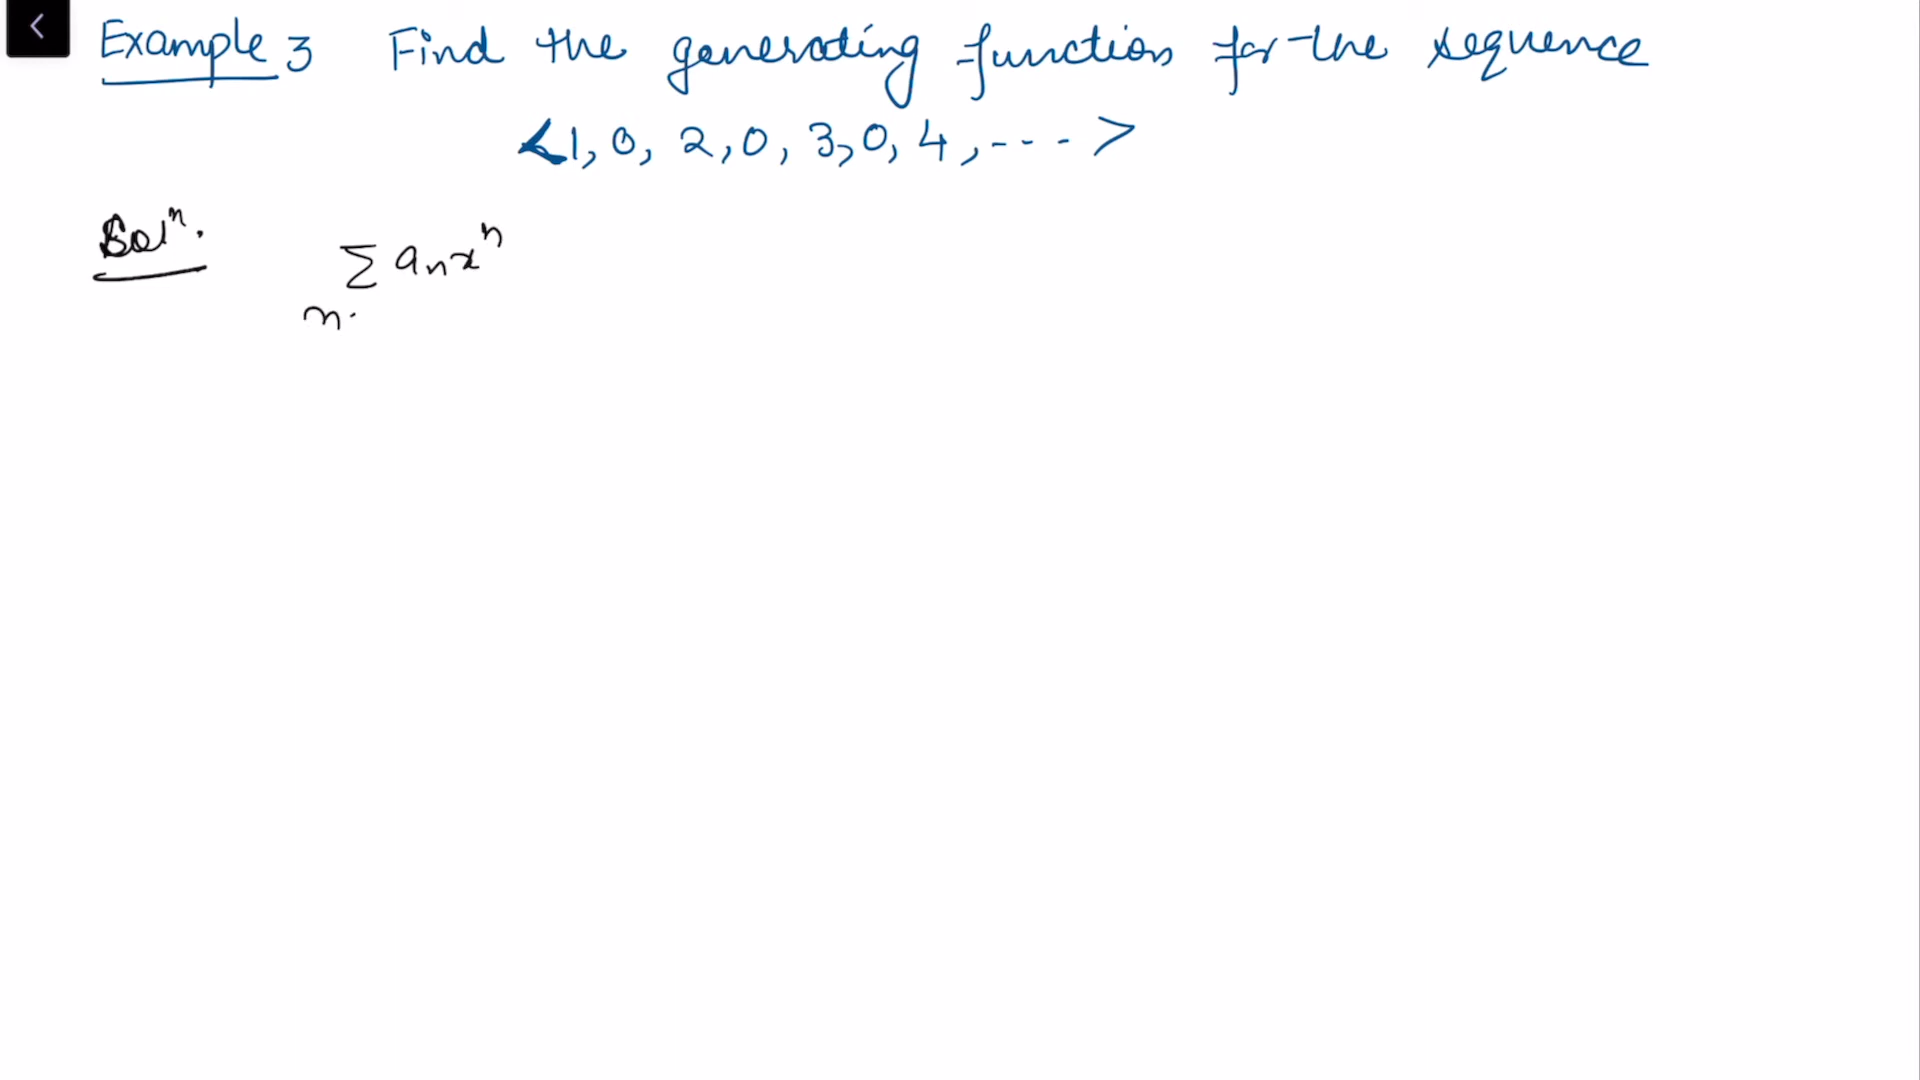 Example 3 Find the generating function for the sequence
<1, 0, 2, 0, 3, 0, 4, ---->
Solⁿ. ∑ aₙxⁿ
n.